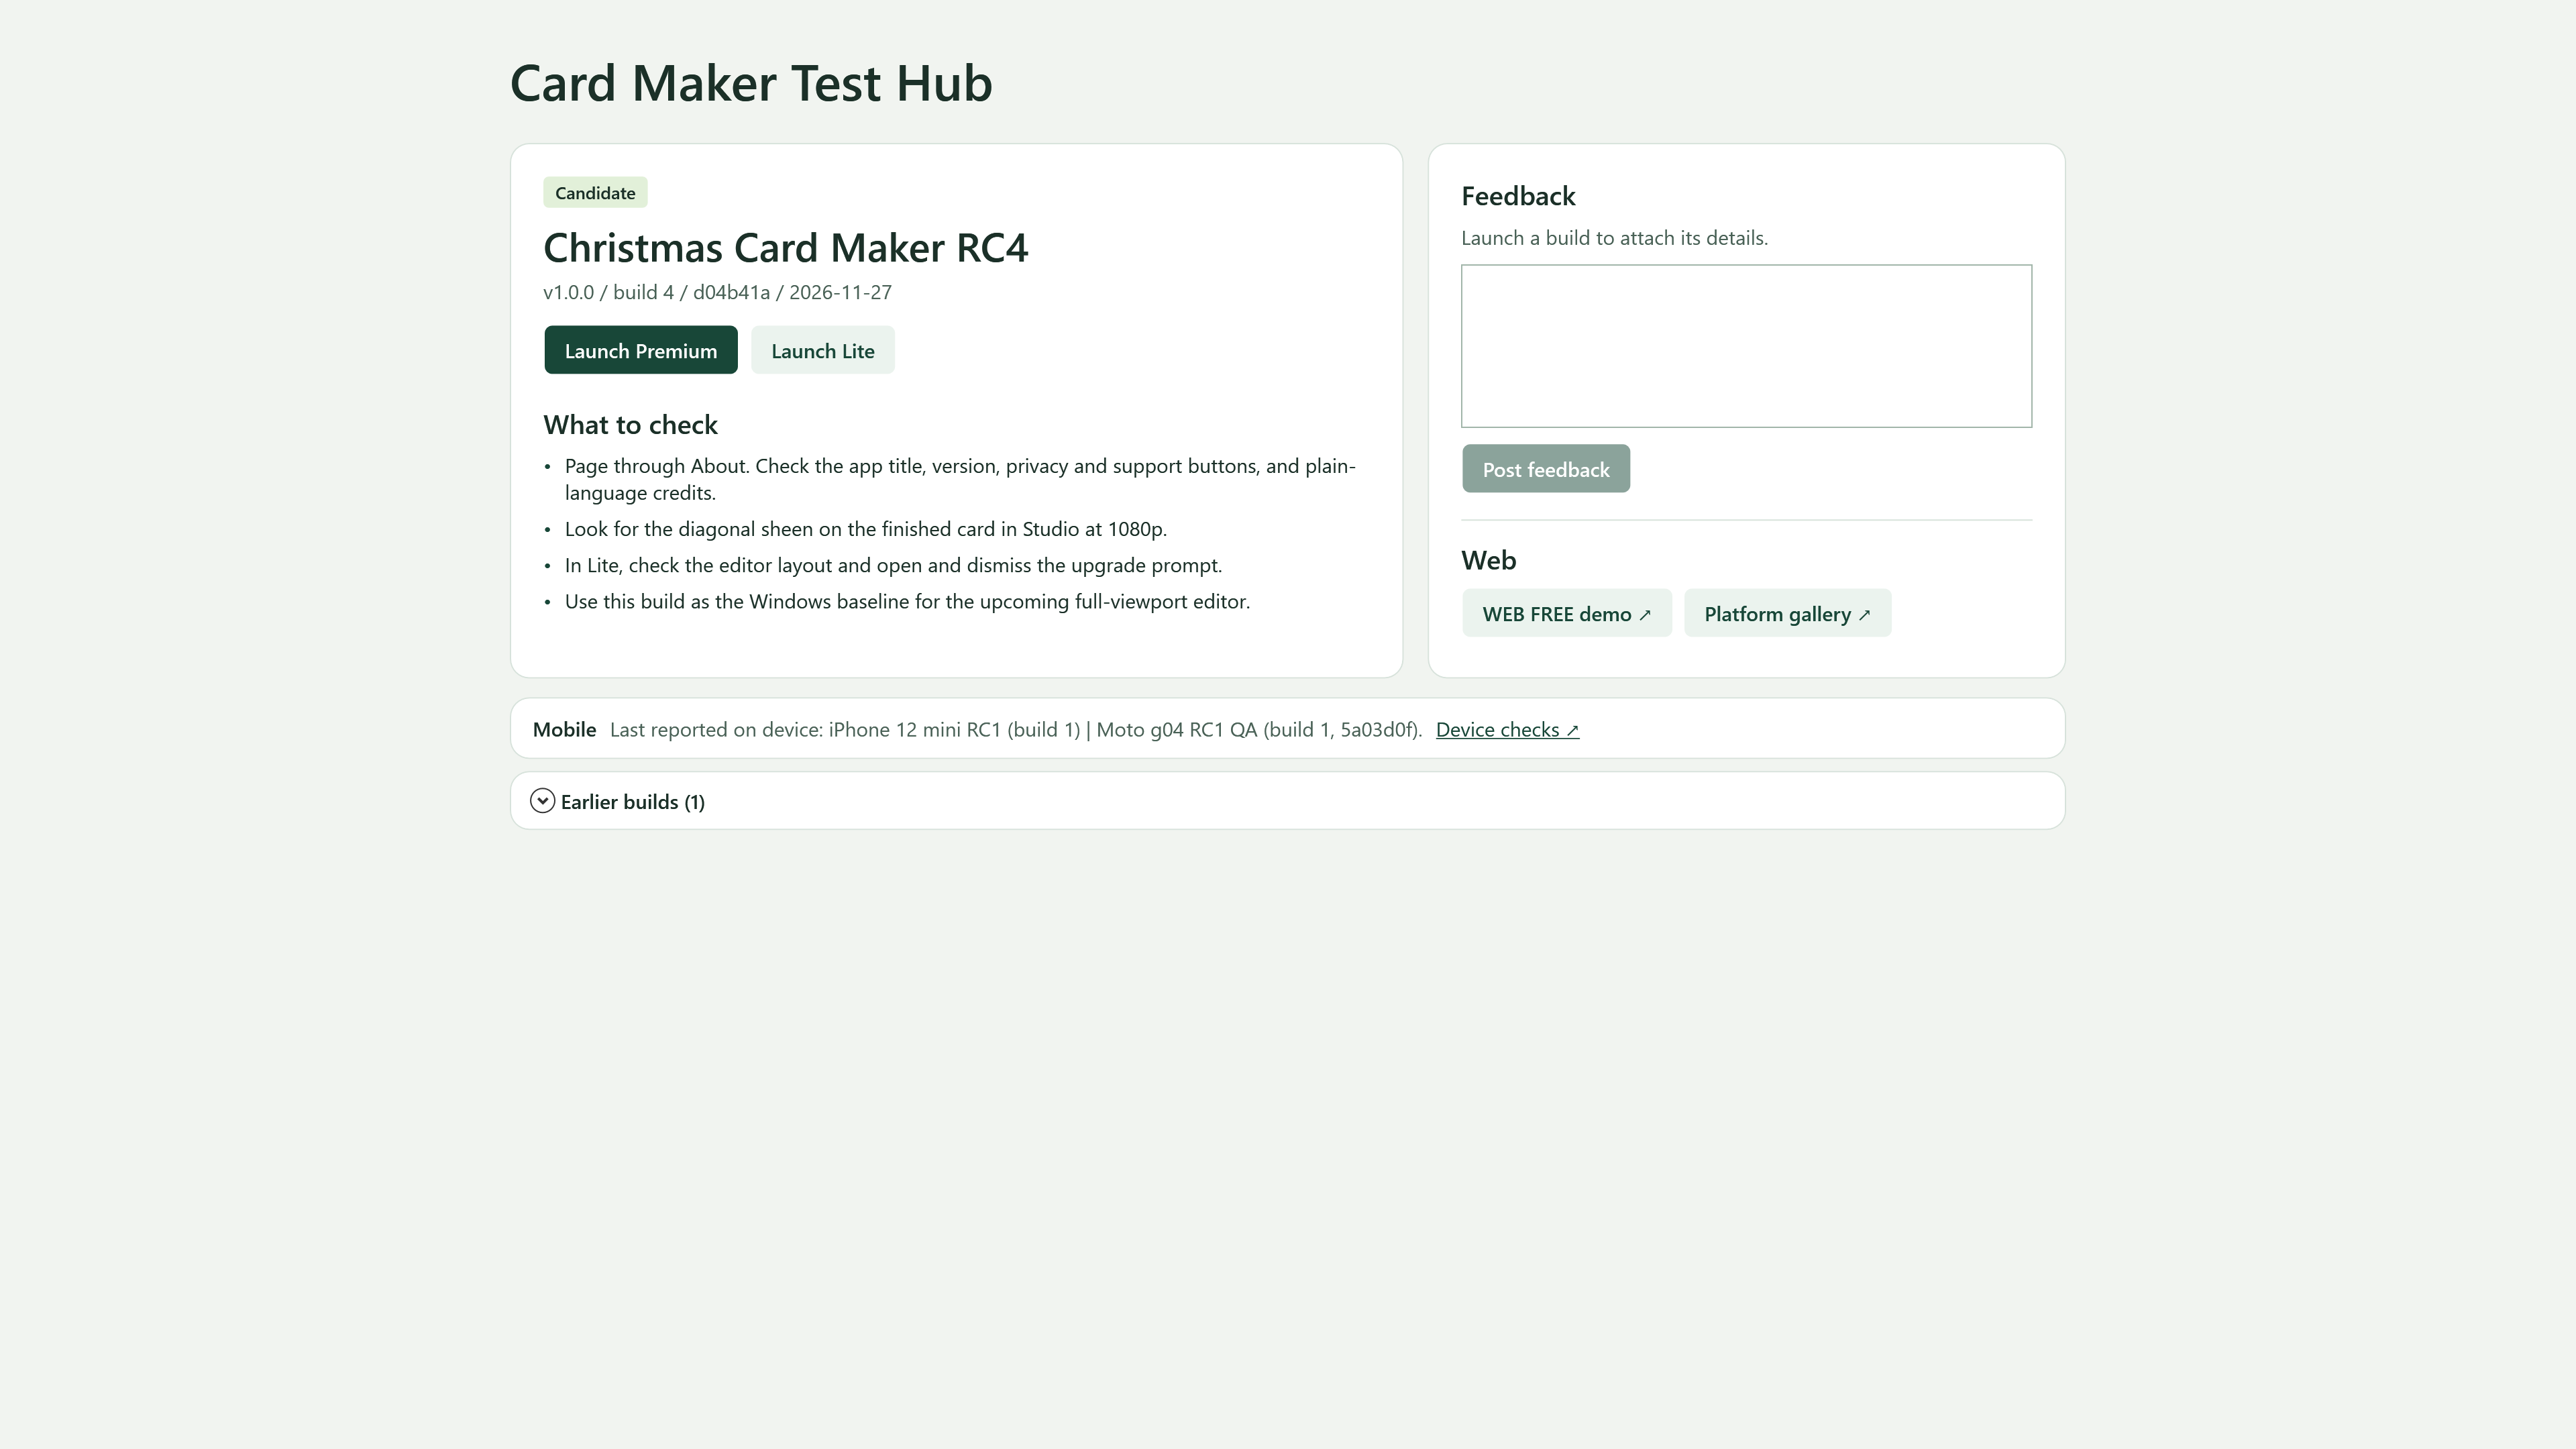 Card Maker Test Hub
Candidate
Christmas Card Maker RC4
v1.0.0 / build 4 / d04b41a / 2026-11-27
Launch Premium
Launch Lite
What to check
• Page through About. Check the app title, version, privacy and support buttons, and plain-
language credits.
• Look for the diagonal sheen on the finished card in Studio at 1080p.
• In Lite, check the editor layout and open and dismiss the upgrade prompt.
• Use this build as the Windows baseline for the upcoming full-viewport editor.
Feedback
Launch a build to attach its details.
Post feedback
Web
WEB FREE demo ↗
Platform gallery ↗
Mobile Last reported on device: iPhone 12 mini RC1 (build 1) | Moto g04 RC1 QA (build 1, 5a03d0f). Device checks ↗
Earlier builds (1)